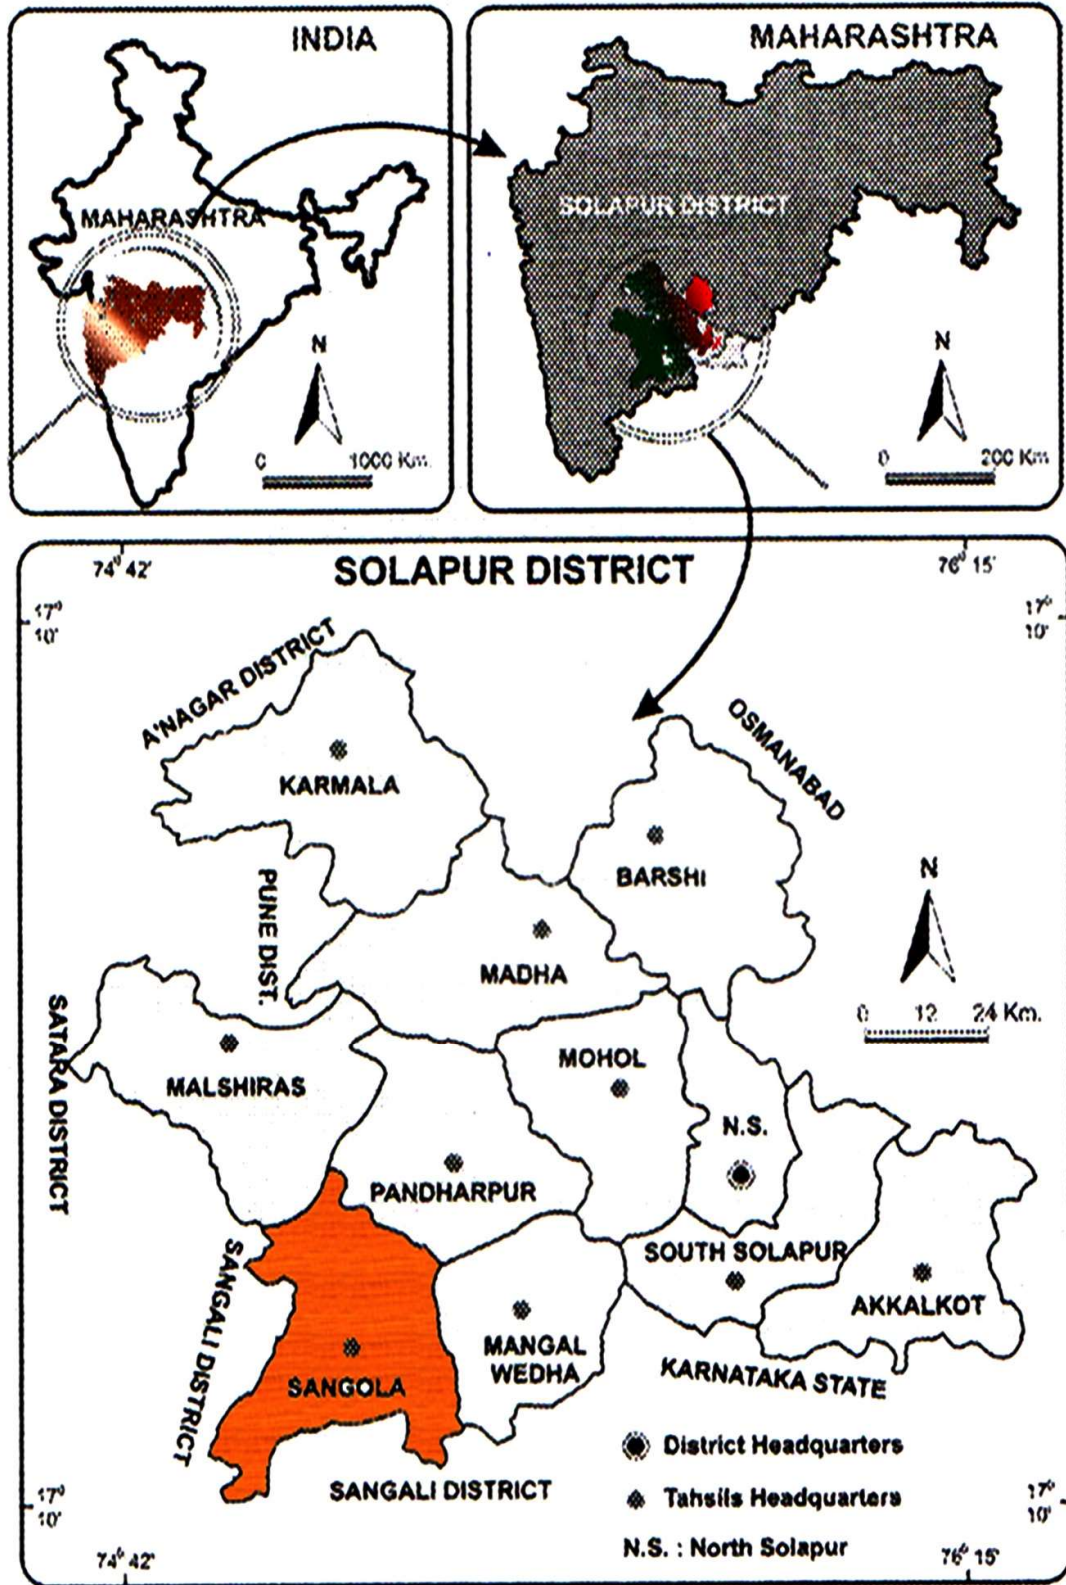 INDIA
MAHARASHTRA
N
0 1000 Km.
MAHARASHTRA
SOLAPUR DISTRICT
N
0 200 Km
SOLAPUR DISTRICT
74° 42'
76° 15'
17°
10'
17°
10'
A'NAGAR DISTRICT
OSMANABAD
KARMALA
BARSHI
N
PUNE DIST.
MADHA
0 12 24 Km.
SATARA DISTRICT
MOHOL
MALSHIRAS
N.S.
PANDHARPUR
SOUTH SOLAPUR
SANGALI DISTRICT
AKKALKOT
MANGAL
WEDHA
SANGOLA
KARNATAKA STATE
District Headquarters
SANGALI DISTRICT
Tahsils Headquarters
N.S. : North Solapur
17°
10'
17°
10'
74° 42'
76° 15'